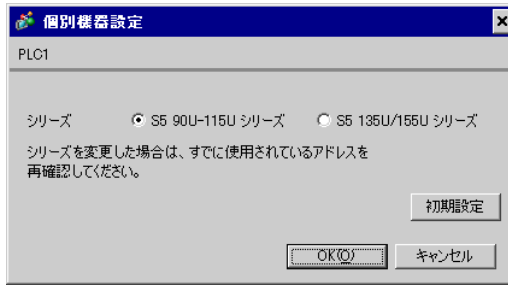 個別機器設定
PLC1
シリーズ S5 90U-115U シリーズ S5 135U/155U シリーズ
シリーズを変更した場合は、すでに使用されているアドレスを
再確認してください。
初期設定
OK(O) キャンセル